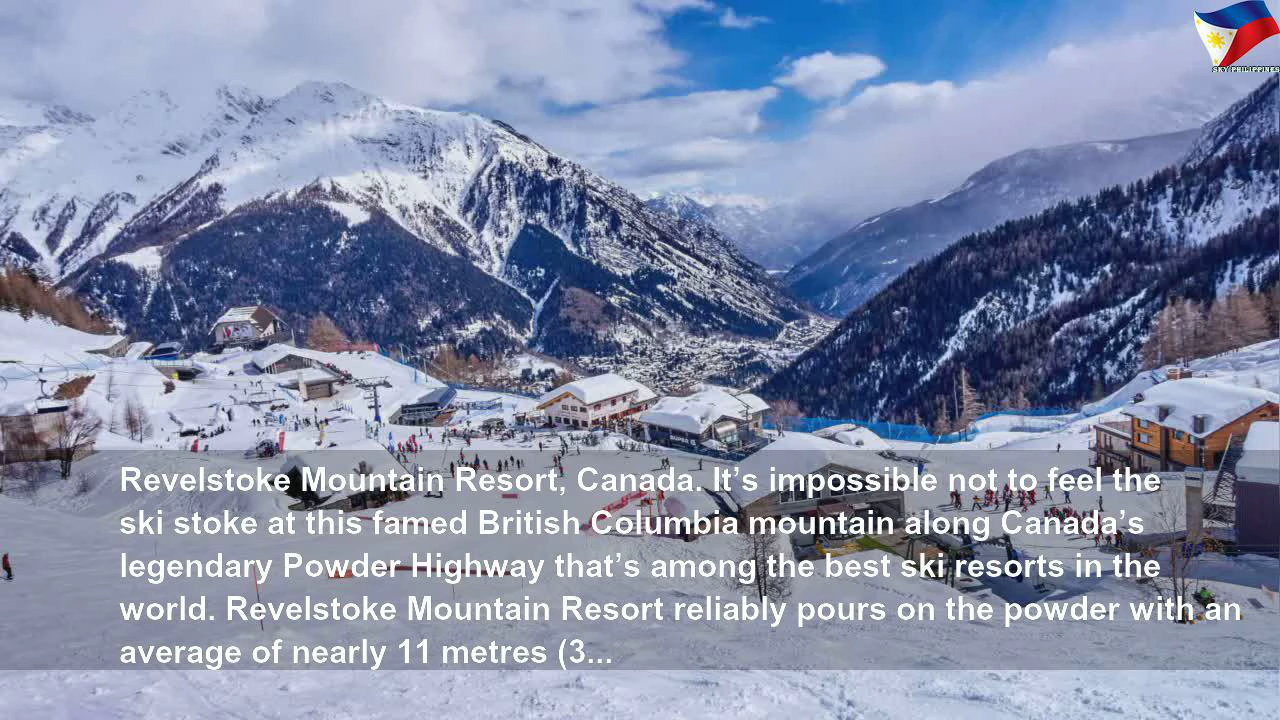 SKY PHILIPPINES
Revelstoke Mountain Resort, Canada. It’s impossible not to feel the
ski stoke at this famed British Columbia mountain along Canada’s
legendary Powder Highway that’s among the best ski resorts in the
world. Revelstoke Mountain Resort reliably pours on the powder with an
average of nearly 11 metres (3...